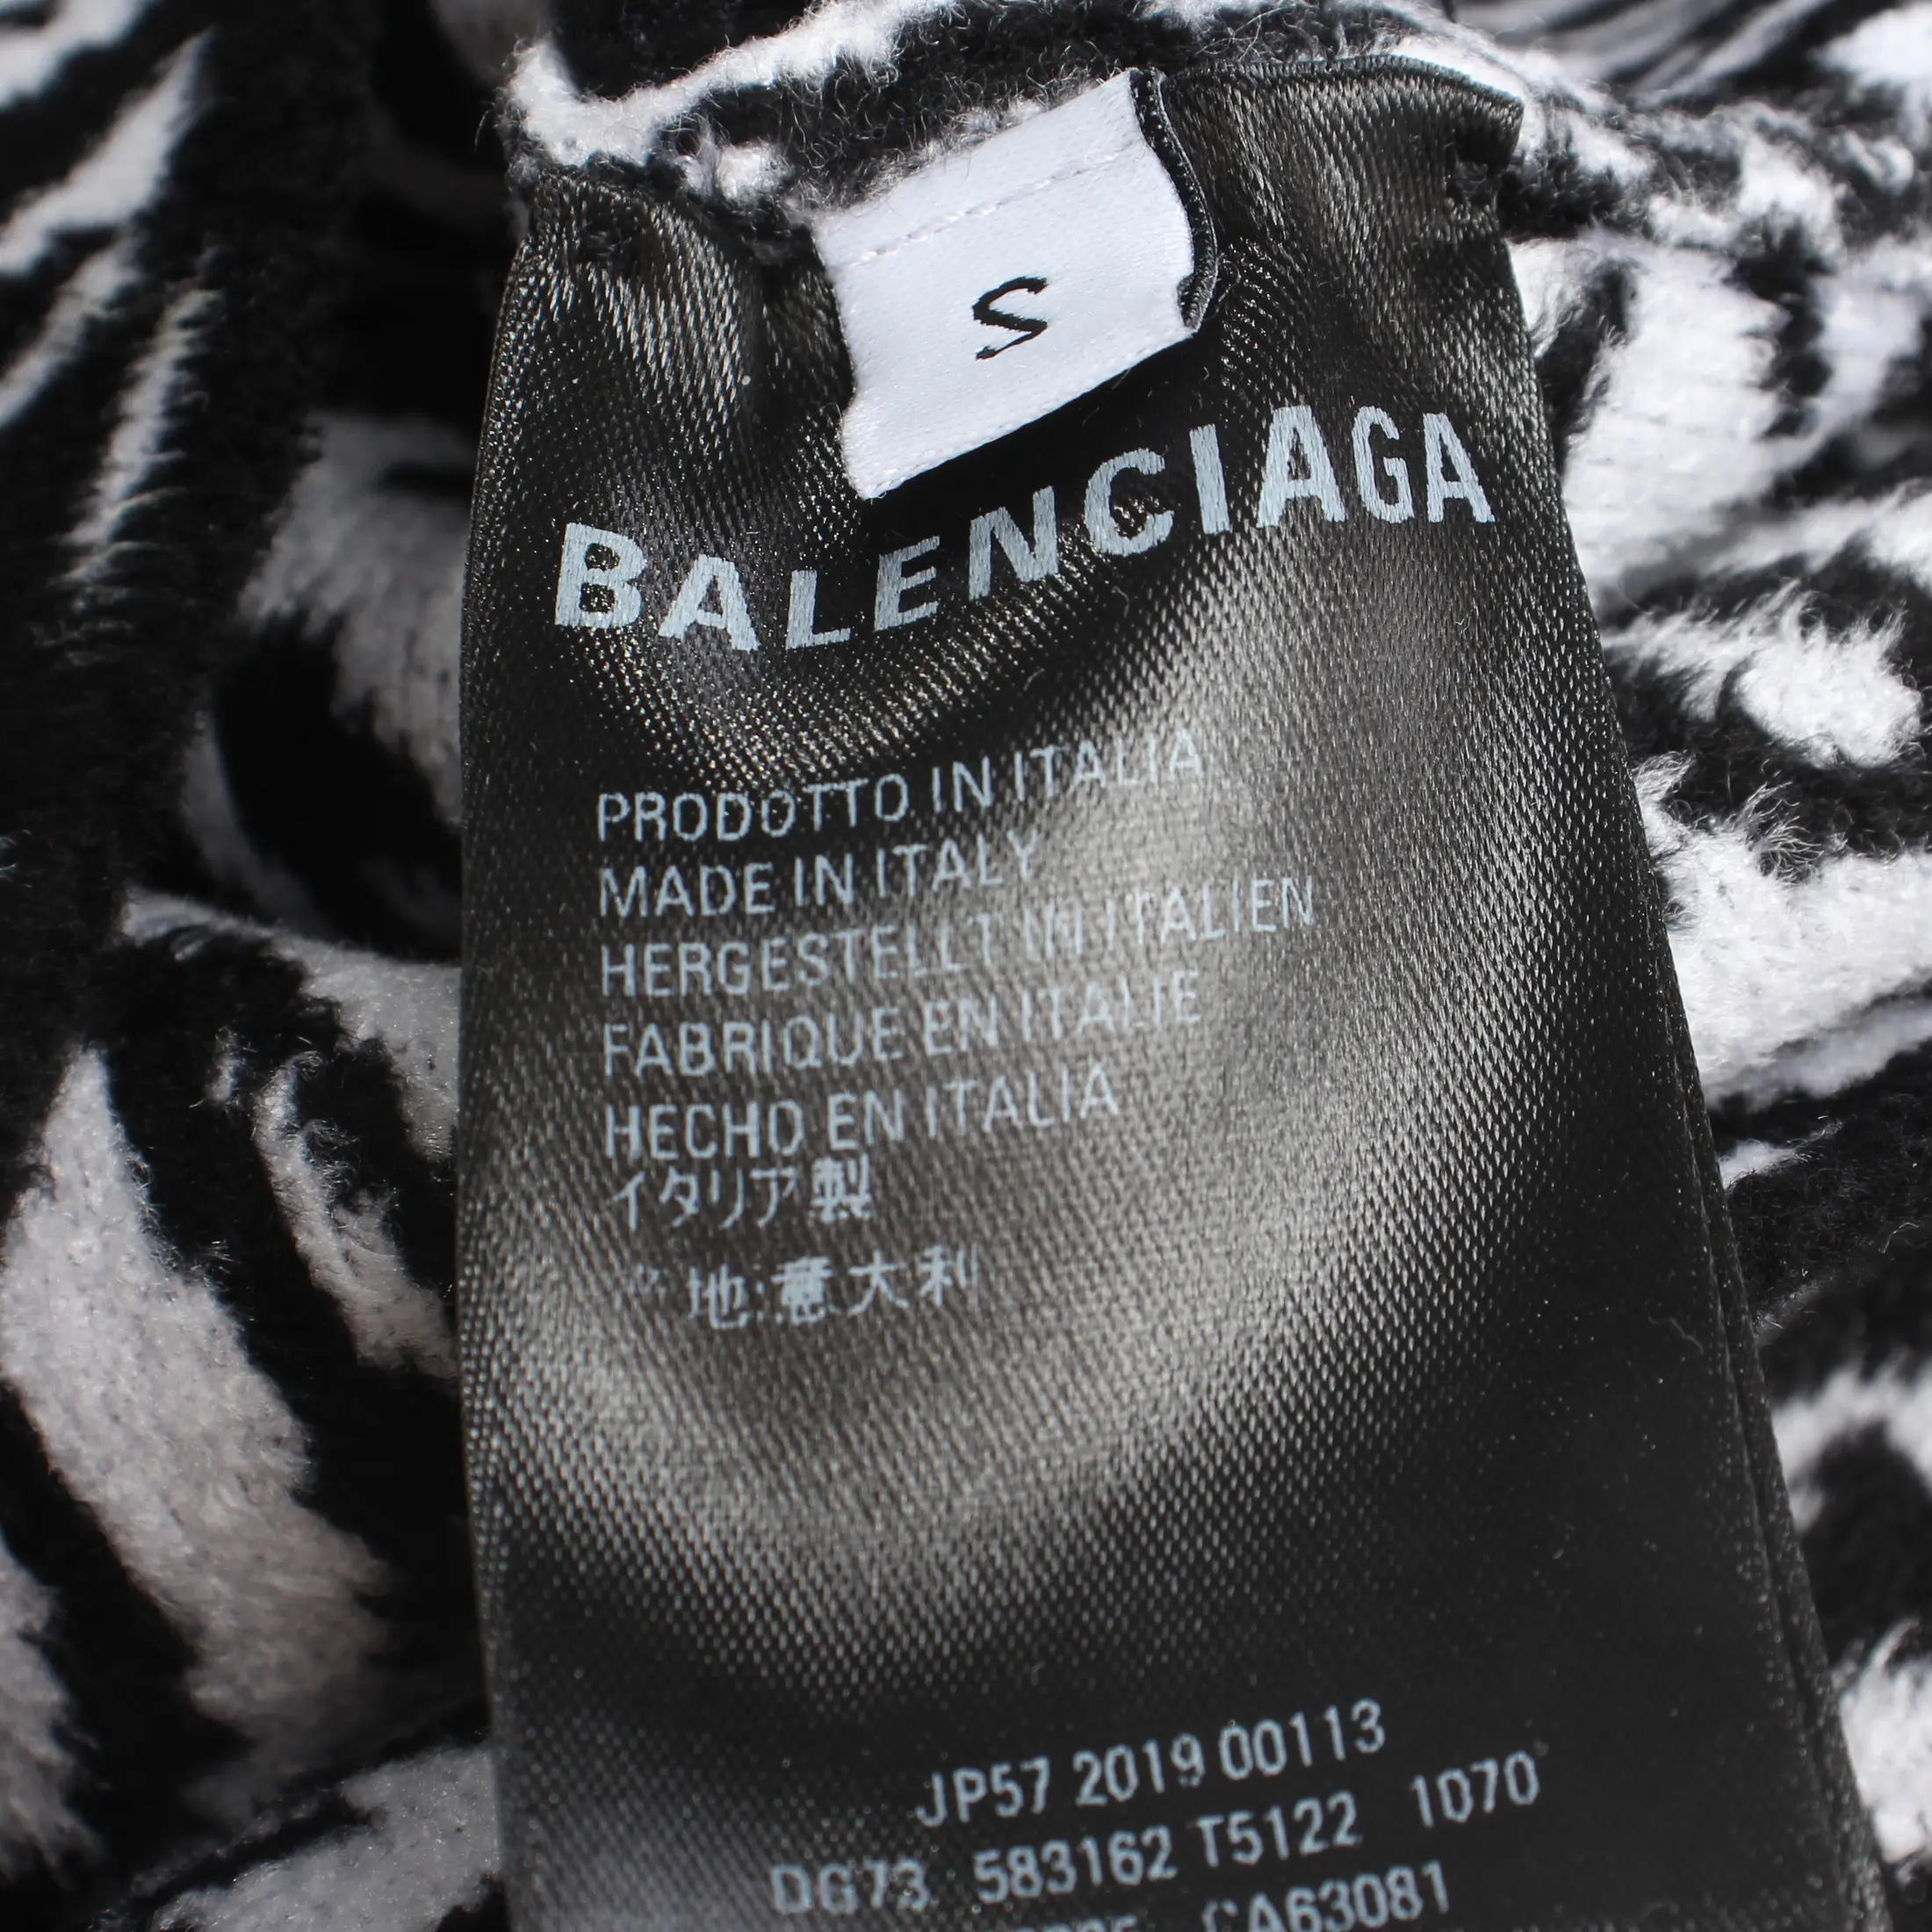 S
BALENCIAGA
PRODOTTO IN ITALIA
MADE IN ITALY
HERGESTELLT IN ITALIEN
FABRIQUE EN ITALIE
HECHO EN ITALIA
イタリア製
地:意大利
JP57 2019 00113
DG73 583162 T5122 1070
CA63081